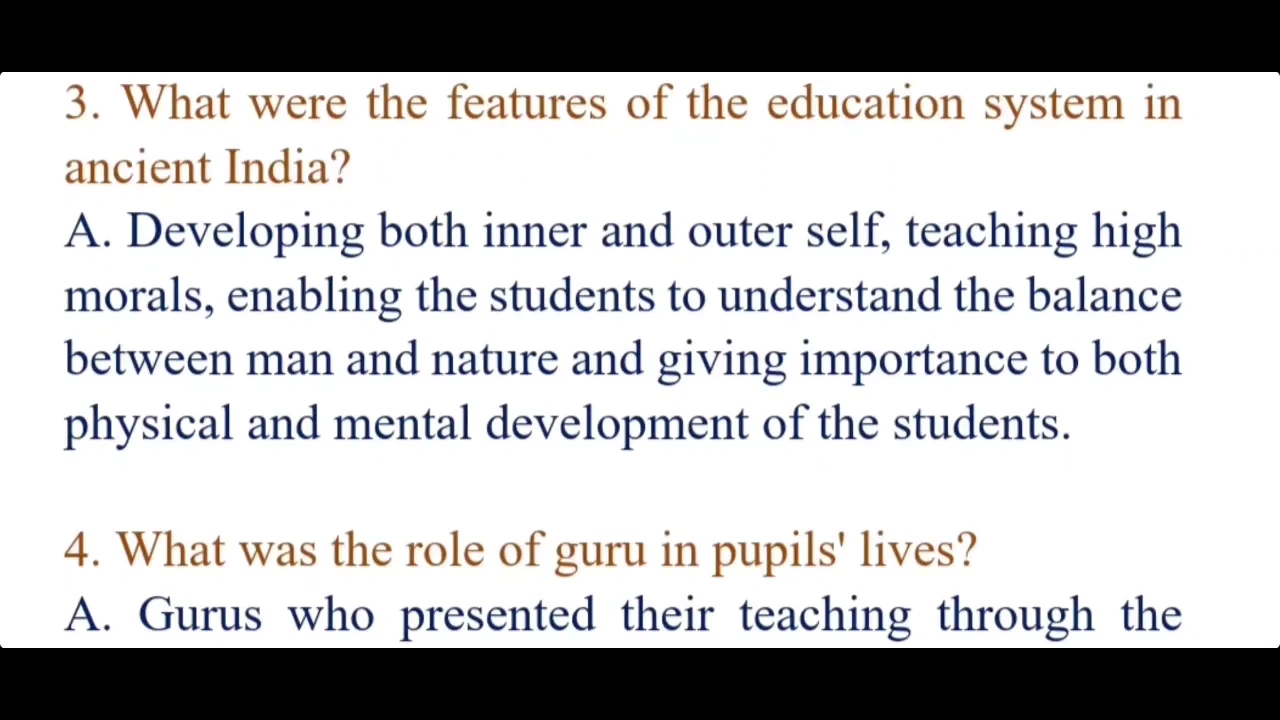 3. What were the features of the education system in
ancient India?
A. Developing both inner and outer self, teaching high
morals, enabling the students to understand the balance
between man and nature and giving importance to both
physical and mental development of the students.
4. What was the role of guru in pupils' lives?
A. Gurus who presented their teaching through the